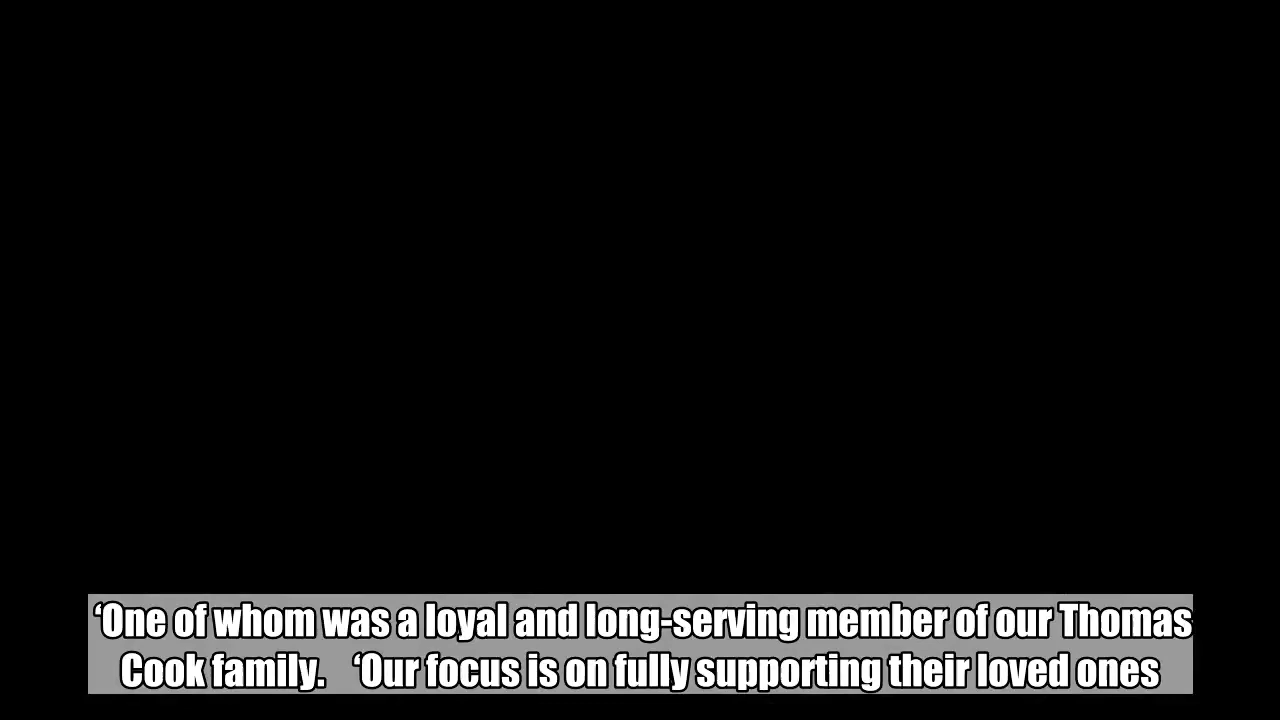 ‘One of whom was a loyal and long-serving member of our Thomas
Cook family. ‘Our focus is on fully supporting their loved ones